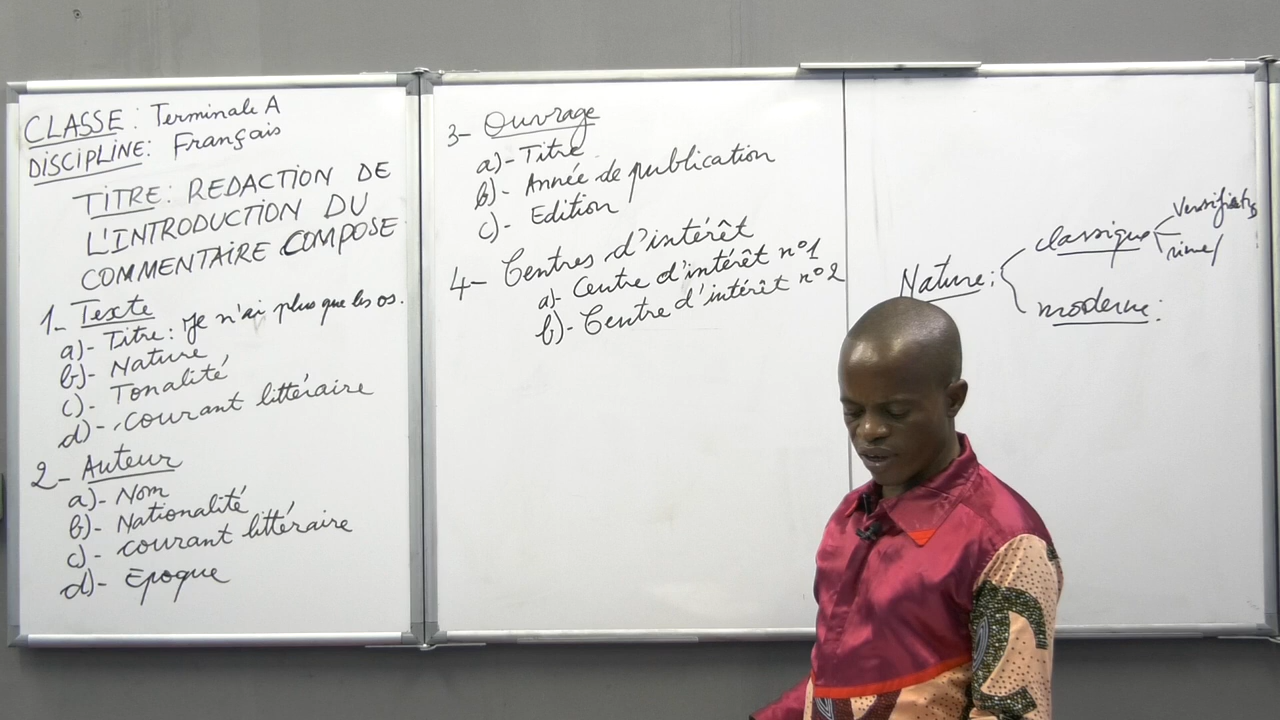 CLASSE : Terminale A
DISCIPLINE : Français
TITRE : REDACTION DE
L'INTRODUCTION DU
COMMENTAIRE COMPOSE
1- Texte
a)- Titre : Je n'ai plus que les os.
b)- Nature
c)- Tonalité
d)- courant littéraire
2- Auteur
a)- Nom
b)- Nationalité
c)- courant littéraire
d)- Epoque
3- Ouvrage
a)- Titre
b)- Année de publication
c)- Edition
4- Centres d'intérêt
a)- Centre d'intérêt n°1
b)- Centre d'intérêt n°2
Nature :
classique
moderne :